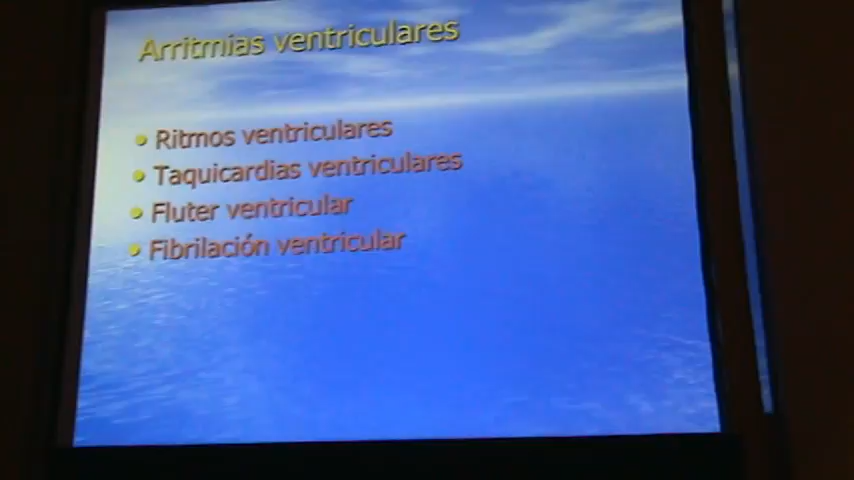 Arritmias ventriculares
• Ritmos ventriculares
• Taquicardias ventriculares
• Fluter ventricular
• Fibrilación ventricular